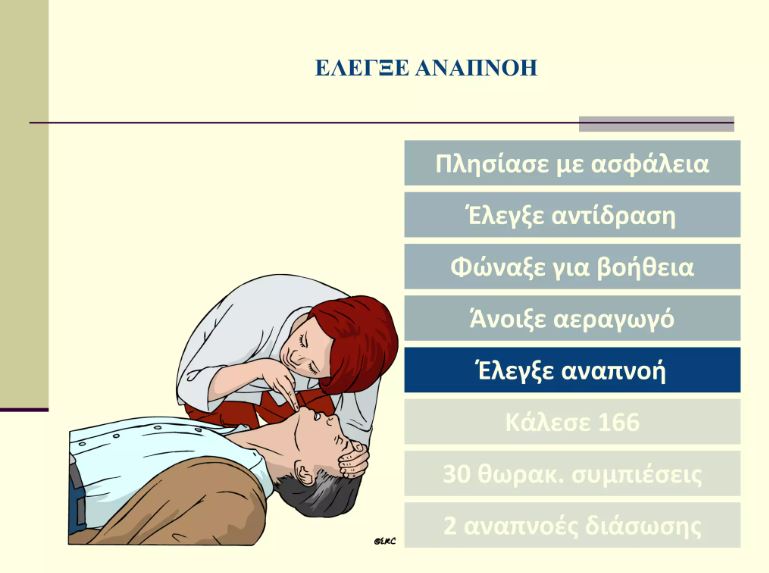 ΕΛΕΓΞΕ ΑΝΑΠΝΟΗ
Πλησίασε με ασφάλεια
Έλεγξε αντίδραση
Φώναξε για βοήθεια
Άνοιξε αεραγωγό
Έλεγξε αναπνοή
Κάλεσε 166
30 θωρακ. συμπιέσεις
2 αναπνοές διάσωσης
@ERC